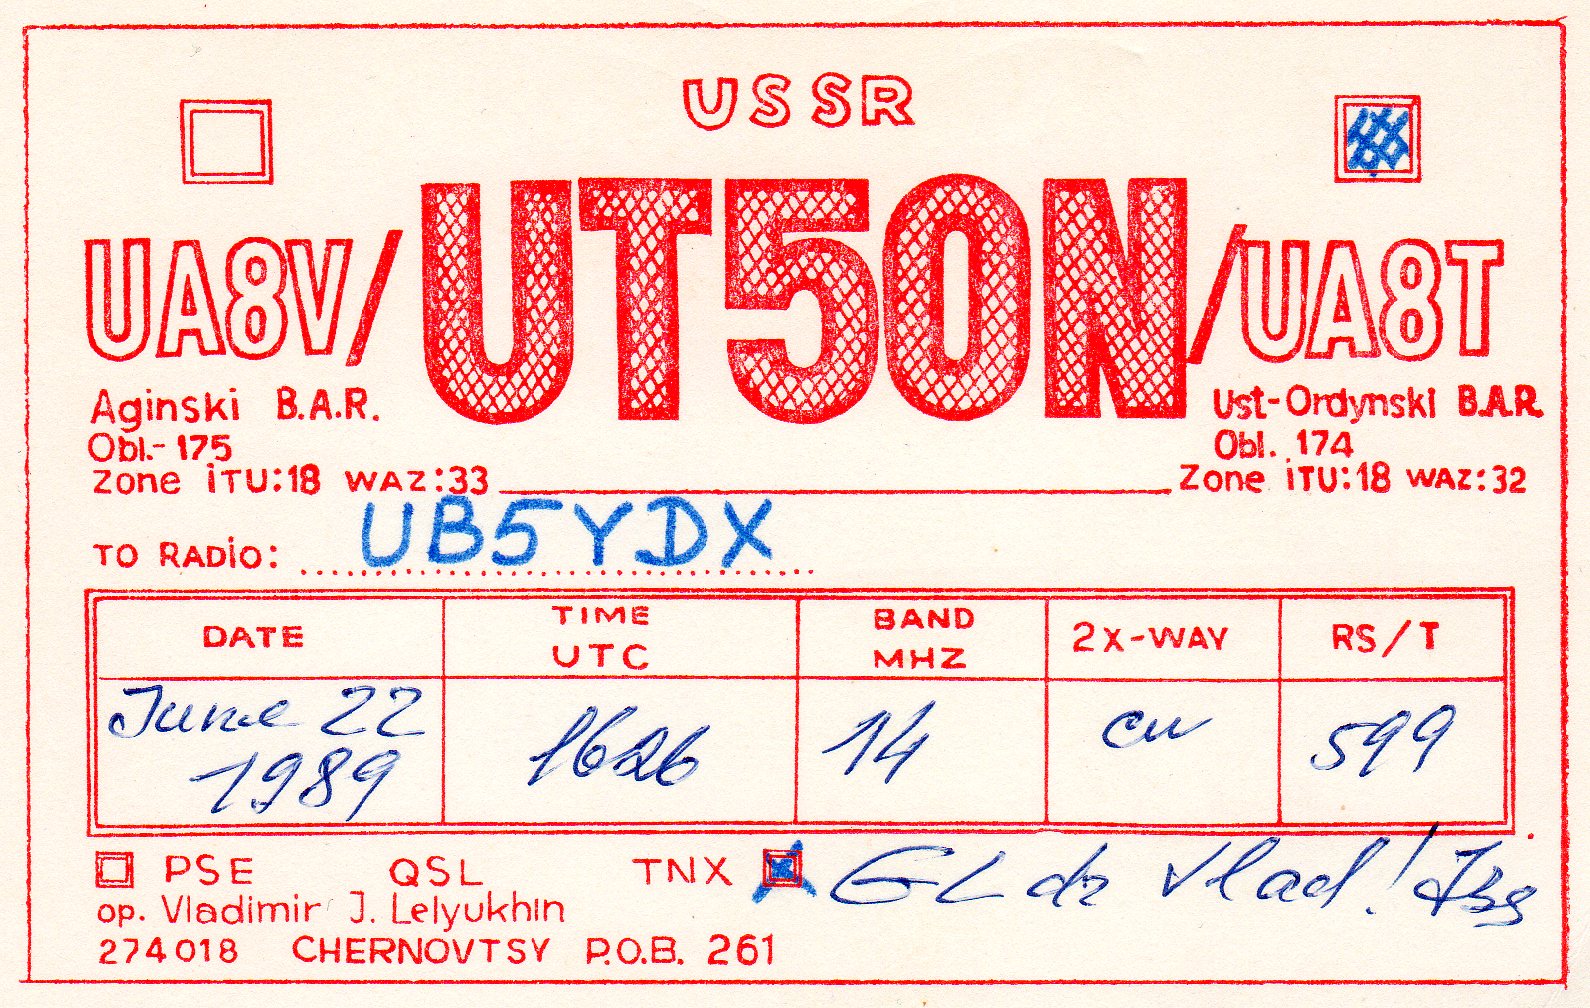 USSR
UA8V/UT5ON/UA8T
Aginski B.A.R.
Obl.-175
Zone iTU:18 WAZ:33
Ust-Ordynski B.A.R.
Obl. 174
Zone iTU:18 WAZ:32
TO RADiO: UB5YDX
DATE TIME UTC BAND MHZ 2X-WAY RS/T
June 22 1989 1626 14 cw 599
PSE QSL TNX GL dr Vlad!
op. Vladimir J. Lelyukhin
274018 CHERNOVTSY P.O.B. 261